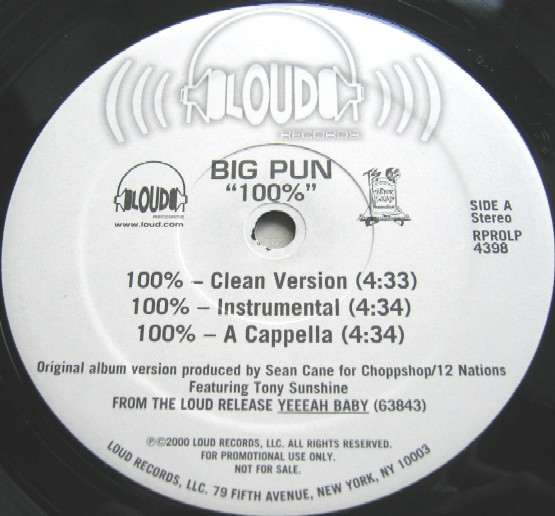 LOUD
RECORDS
LOUD
RECORDS
www.loud.com
BIG PUN
"100%"
SIDE A
Stereo
RPROLP
4398
100% – Clean Version (4:33)
100% – Instrumental (4:34)
100% – A Cappella (4:34)
Original album version produced by Sean Cane for Choppshop/12 Nations
Featuring Tony Sunshine
FROM THE LOUD RELEASE YEEEAH BABY (63843)
℗©2000 LOUD RECORDS, LLC. ALL RIGHTS RESERVED.
FOR PROMOTIONAL USE ONLY.
NOT FOR SALE.
LOUD RECORDS, LLC. 79 FIFTH AVENUE, NEW YORK, NY 10003